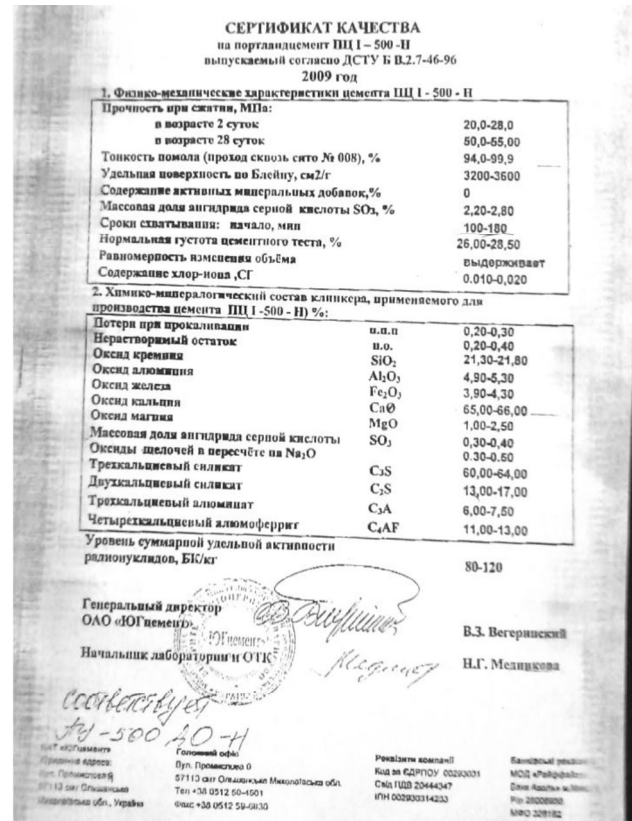 СЕРТИФИКАТ КАЧЕСТВА
на портландцемент ПЦ I – 500 -Н
выпускаемый согласно ДСТУ Б В.2.7-46-96
2009 год
1. Физико-механические характеристики цемента ПЦ I - 500 - Н
Прочность при сжатии, МПа:
в возрасте 2 суток 20,0-28,0
в возрасте 28 суток 50,0-55,00
Тонкость помола (проход сквозь сито № 008), % 94,0-99,9
Удельная поверхность по Блейну, см2/г 3200-3600
Содержание активных минеральных добавок,% 0
Массовая доля ангидрида серной кислоты SO₃, % 2,20-2,80
Сроки схватывания: начало, мин 100-180
Нормальная густота цементного теста, % 26,00-28,50
Равномерность изменения объёма выдерживает
Содержание хлор-иона ,СГ 0.010-0,020
2. Химико-минералогический состав клинкера, применяемого для
производства цемента ПЦ I -500 - Н) %:
Потери при прокаливании п.п.п 0,20-0,30
Нерастворимый остаток н.о. 0,20-0,40
Оксид кремния SiO₂ 21,30-21,80
Оксид алюминия Al₂O₃ 4,90-5,30
Оксид железа Fe₂O₃ 3,90-4,30
Оксид кальция CaO 65,00-66,00
Оксид магния MgO 1,00-2,50
Массовая доля ангидрида серной кислоты SO₃ 0,30-0,40
Оксиды щелочей в пересчёте на Na₂O 0.30-0.50
Трехкальциевый силикат C₃S 60,00-64,00
Двухкальциевый силикат C₂S 13,00-17,00
Трехкальциевый алюминат C₃A 6,00-7,50
Четырехкальциевый алюмоферрит C₄AF 11,00-13,00
Уровень суммарной удельной активности
радионуклидов, БК/кг 80-120
Генеральный директор
ОАО «ЮГцемент» В.З. Вегеринский
ЮГцемент
Начальник лаборатории и ОТК Н.Г. Медникова
соответствует
ПЦ-500 Д0-Н
Головний офіс
Вул. Промислова 0
57113 смт Ольшанське Миколаївська обл.
Тел +38 0512 50-4501
Факс +38 0512 59-6030
Реквізити компанії
Код за ЄДРПОУ 00293031
Свід ПДВ 20444347
ІПН 002930314233